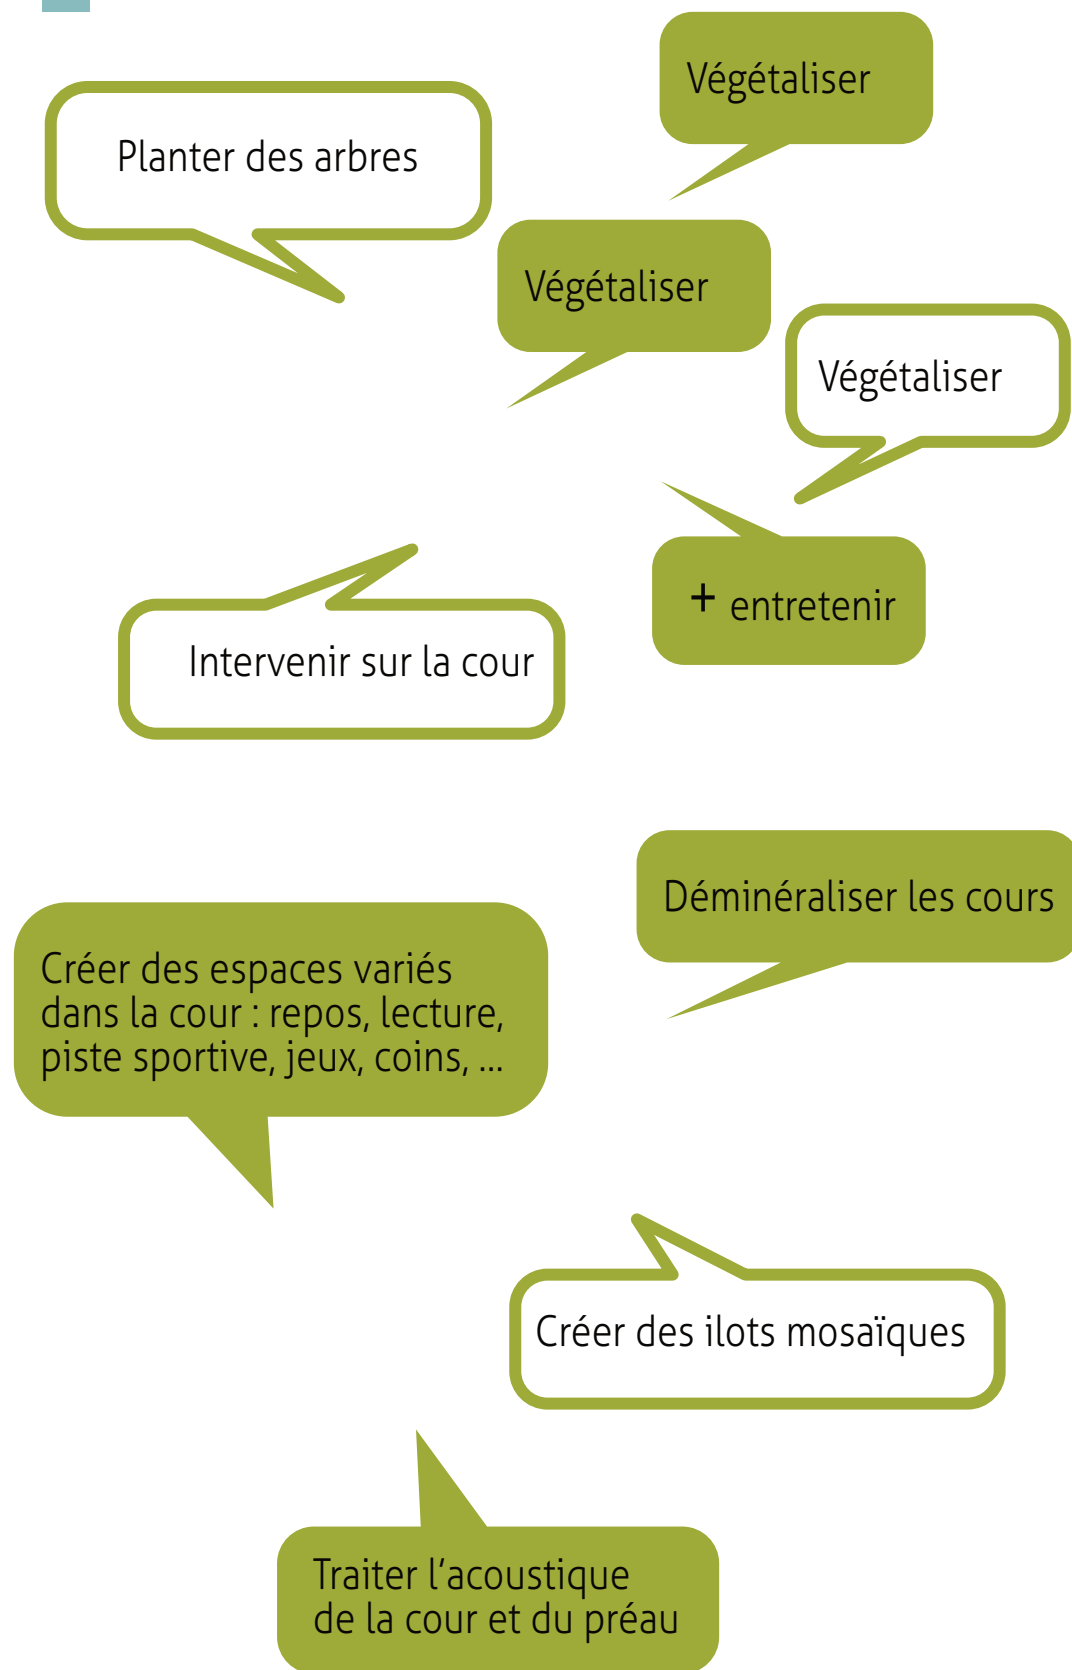 Végétaliser
Planter des arbres
Végétaliser
Végétaliser
+ entretenir
Intervenir sur la cour
Déminéraliser les cours
Créer des espaces variés
dans la cour : repos, lecture,
piste sportive, jeux, coins, ...
Créer des ilots mosaïques
Traiter l’acoustique
de la cour et du préau